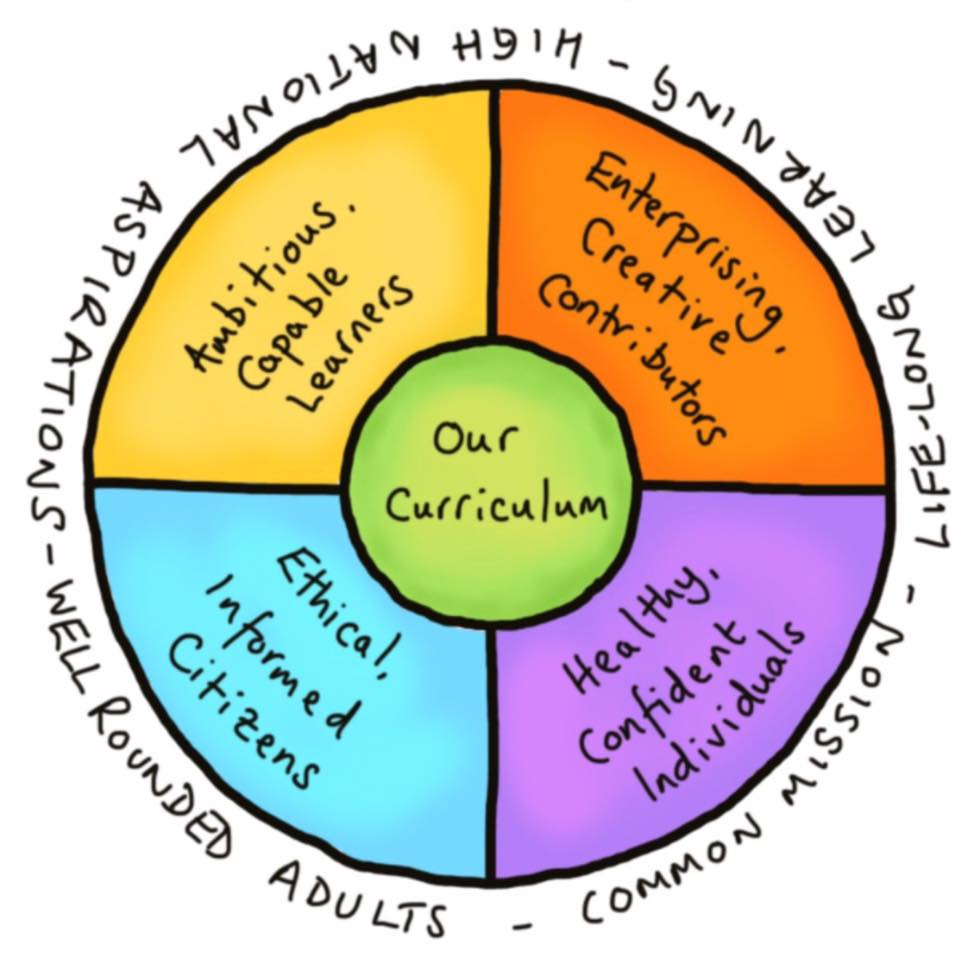 Ambitious,
Capable
Learners
Enterprising,
Creative
Contributors
Our
Curriculum
Ethical,
Informed
Citizens
Healthy,
Confident
Individuals
HIGH NATIONAL ASPIRATIONS - WELL ROUNDED ADULTS - COMMON MISSION - LIFE-LONG LEARNING -